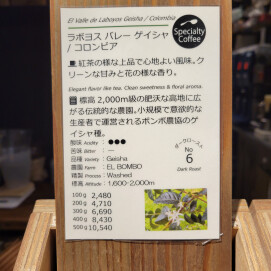 El Valle de Laboyos Geisha / Colombia
ラボヨス バレー ゲイシャ
/ コロンビア
Specialty
Coffee
紅茶の様な上品で心地よい風味。ク
リーンな甘みと花の様な香り。
Elegant flavor like tea. Clean sweetness & floral aroma.
標高2,000m級の肥沃な高地に広
がる伝統的な農園。小規模で意欲的な
生産者で運営されるボンボ農協のゲ
イシャ種。
酸味 Acidity : ●●●
苦味 Bitter : ―
品種 Variety : Geisha
農園 Farm : EL BOMBO
精製 Process : Washed
標高 Altitude : 1,600-2,000m
ダークロースト
No
6
Dark Roast
100g 2,480
200g 4,710
300g 6,690
400g 8,430
500g 10,540